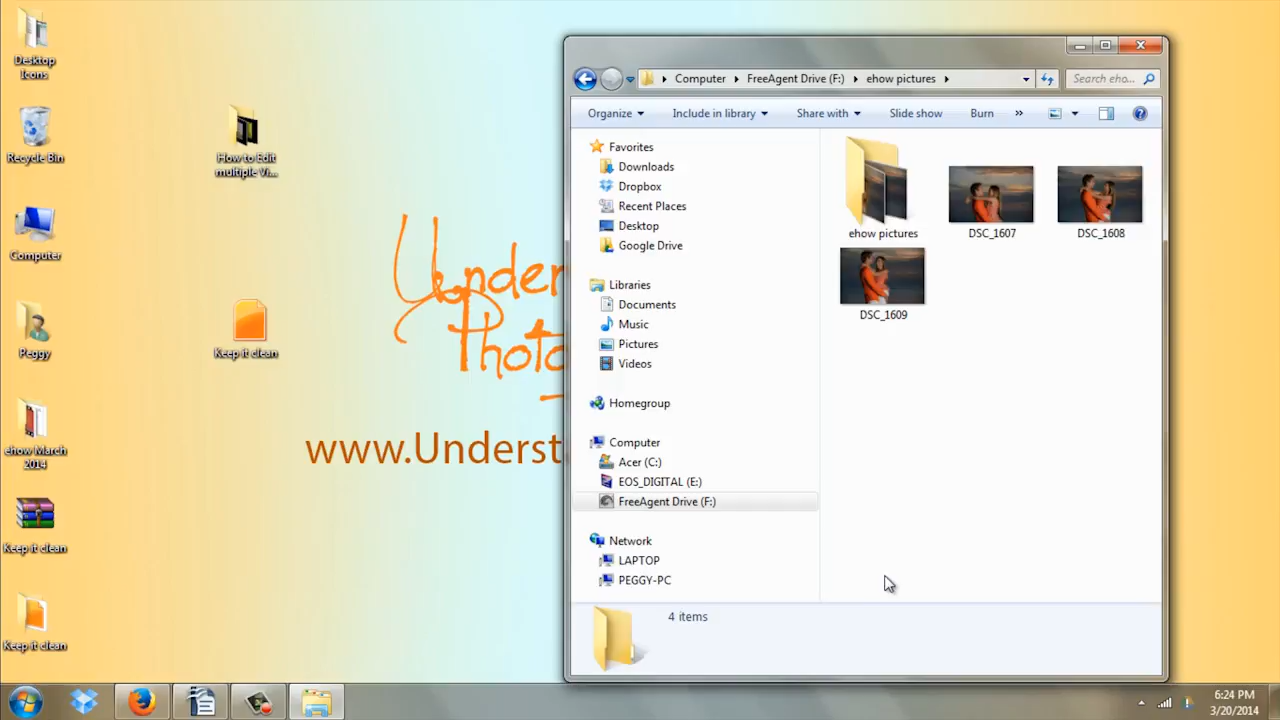 Desktop
Icons
Recycle Bin
Computer
Peggy
ehow March
2014
Keep it clean
Keep it clean
How to Edit
multiple Vi...
Keep it clean
Under
Photo
www.Underst
Computer
FreeAgent Drive (F:)
ehow pictures
Search eho...
Organize
Include in library
Share with
Slide show
Burn
»
Favorites
Downloads
Dropbox
Recent Places
Desktop
Google Drive
Libraries
Documents
Music
Pictures
Videos
Homegroup
Computer
Acer (C:)
EOS_DIGITAL (E:)
FreeAgent Drive (F:)
Network
LAPTOP
PEGGY-PC
ehow pictures
DSC_1607
DSC_1608
DSC_1609
4 items
6:24 PM
3/20/2014